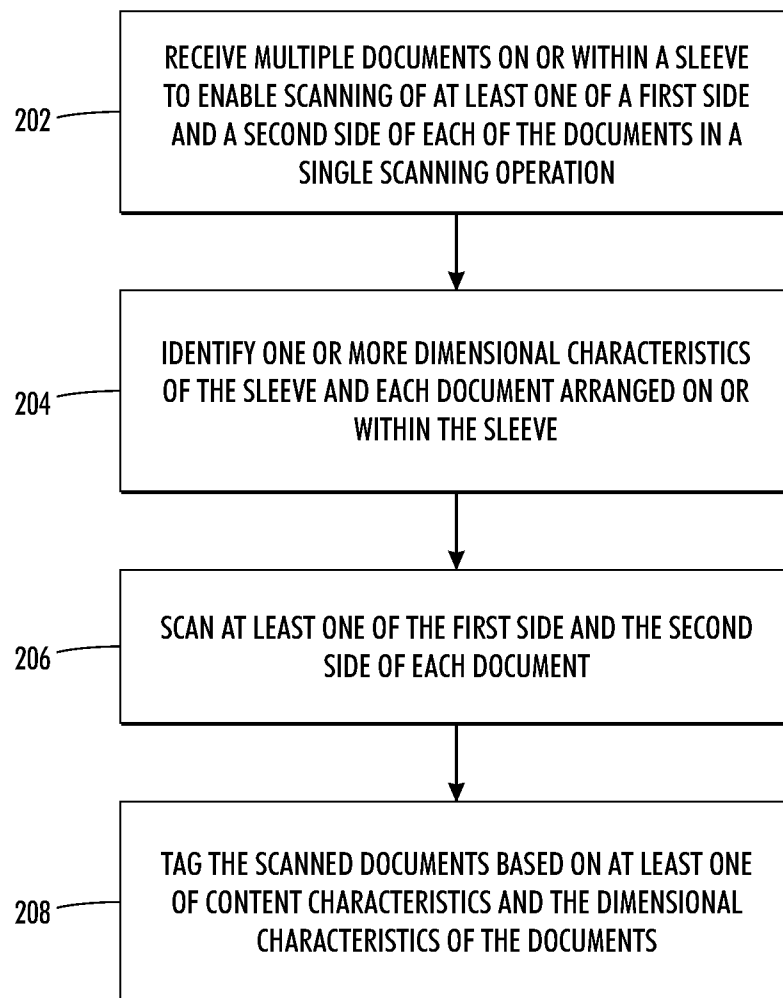 RECEIVE MULTIPLE DOCUMENTS ON OR WITHIN A SLEEVE
TO ENABLE SCANNING OF AT LEAST ONE OF A FIRST SIDE
202
AND A SECOND SIDE OF EACH OF THE DOCUMENTS IN A
SINGLE SCANNING OPERATION
IDENTIFY ONE OR MORE DIMENSIONAL CHARACTERISTICS
204
OF THE SLEEVE AND EACH DOCUMENT ARRANGED ON OR
WITHIN THE SLEEVE
SCAN AT LEAST ONE OF THE FIRST SIDE AND THE SECOND
206
SIDE OF EACH DOCUMENT
TAG THE SCANNED DOCUMENTS BASED ON AT LEAST ONE
OF CONTENT CHARACTERISTICS AND THE DIMENSIONAL
208
CHARACTERISTICS OF THE DOCUMENTS